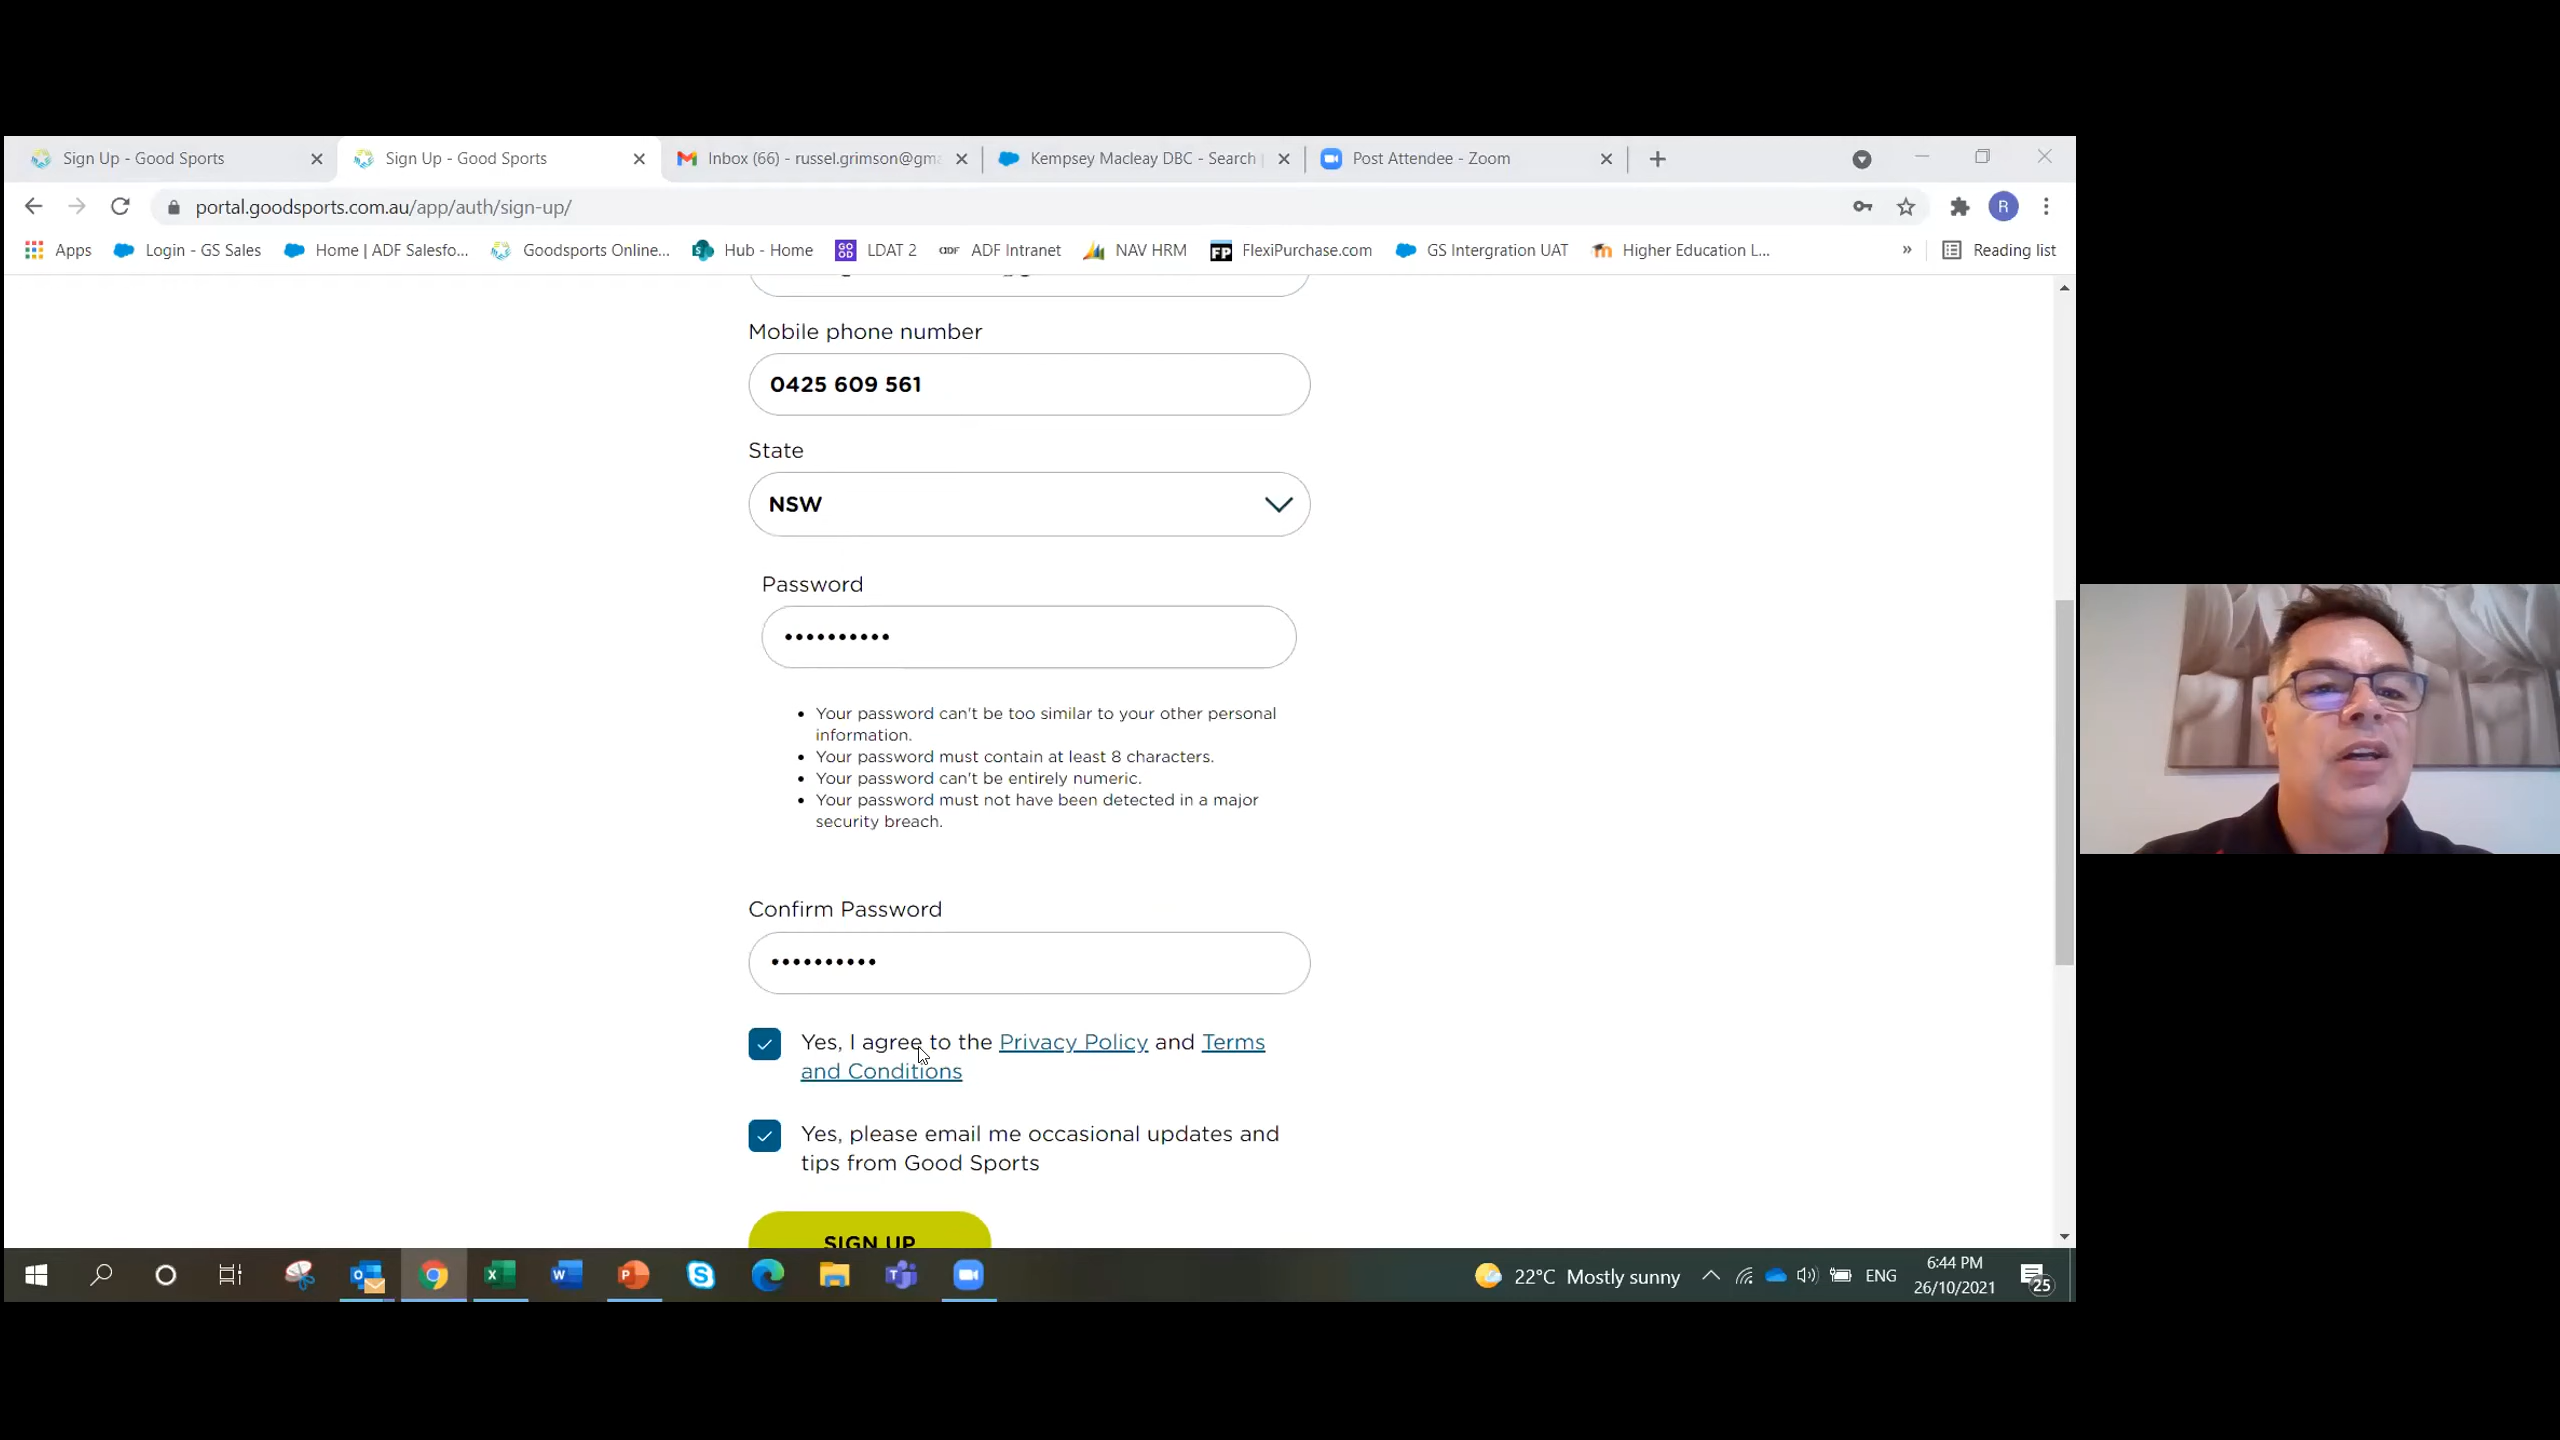 Sign Up - Good Sports
Sign Up - Good Sports
Inbox (66) - russel.grimson@gma
Kempsey Macleay DBC - Search |
Post Attendee - Zoom
portal.goodsports.com.au/app/auth/sign-up/
R
Apps
Login - GS Sales
Home | ADF Salesfo...
Goodsports Online...
Hub - Home
LDAT 2
ADF Intranet
NAV HRM
FlexiPurchase.com
GS Intergration UAT
Higher Education L...
»
Reading list
Mobile phone number
0425 609 561
State
NSW
Password
••••••••••
• Your password can't be too similar to your other personal
information.
• Your password must contain at least 8 characters.
• Your password can't be entirely numeric.
• Your password must not have been detected in a major
security breach.
Confirm Password
••••••••••
Yes, I agree to the Privacy Policy and Terms
and Conditions
Yes, please email me occasional updates and
tips from Good Sports
SIGN UP
22°C Mostly sunny
ENG
6:44 PM
26/10/2021
25